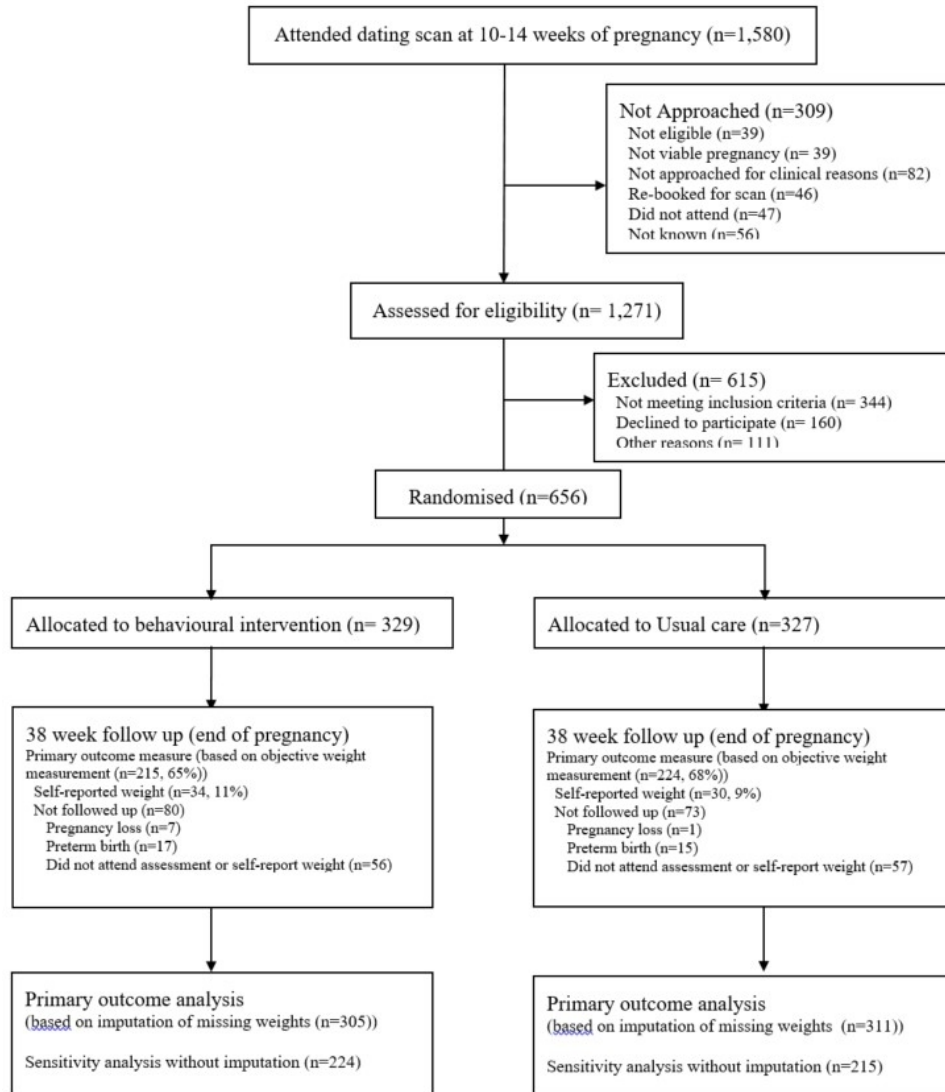 Attended dating scan at 10-14 weeks of pregnancy (n=1,580)
Not Approached (n=309)
Not eligible (n=39)
Not viable pregnancy (n= 39)
Not approached for clinical reasons (n=82)
Re-booked for scan (n=46)
Did not attend (n=47)
Not known (n=56)
Assessed for eligibility (n= 1,271)
Excluded (n= 615)
Not meeting inclusion criteria (n= 344)
Declined to participate (n= 160)
Other reasons (n= 111)
Randomised (n=656)
Allocated to behavioural intervention (n= 329)
38 week follow up (end of pregnancy)
Primary outcome measure (based on objective weight
measurement (n=215, 65%))
Self-reported weight (n=34, 11%)
Not followed up (n=80)
Pregnancy loss (n=7)
Preterm birth (n=17)
Did not attend assessment or self-report weight (n=56)
Primary outcome analysis
(based on imputation of missing weights (n=305))
Sensitivity analysis without imputation (n=224)
Allocated to Usual care (n=327)
38 week follow up (end of pregnancy)
Primary outcome measure (based on objective weight
measurement (n=224, 68%))
Self-reported weight (n=30, 9%)
Not followed up (n=73)
Pregnancy loss (n=1)
Preterm birth (n=15)
Did not attend assessment or self-report weight (n=57)
Primary outcome analysis
(based on imputation of missing weights (n=311))
Sensitivity analysis without imputation (n=215)